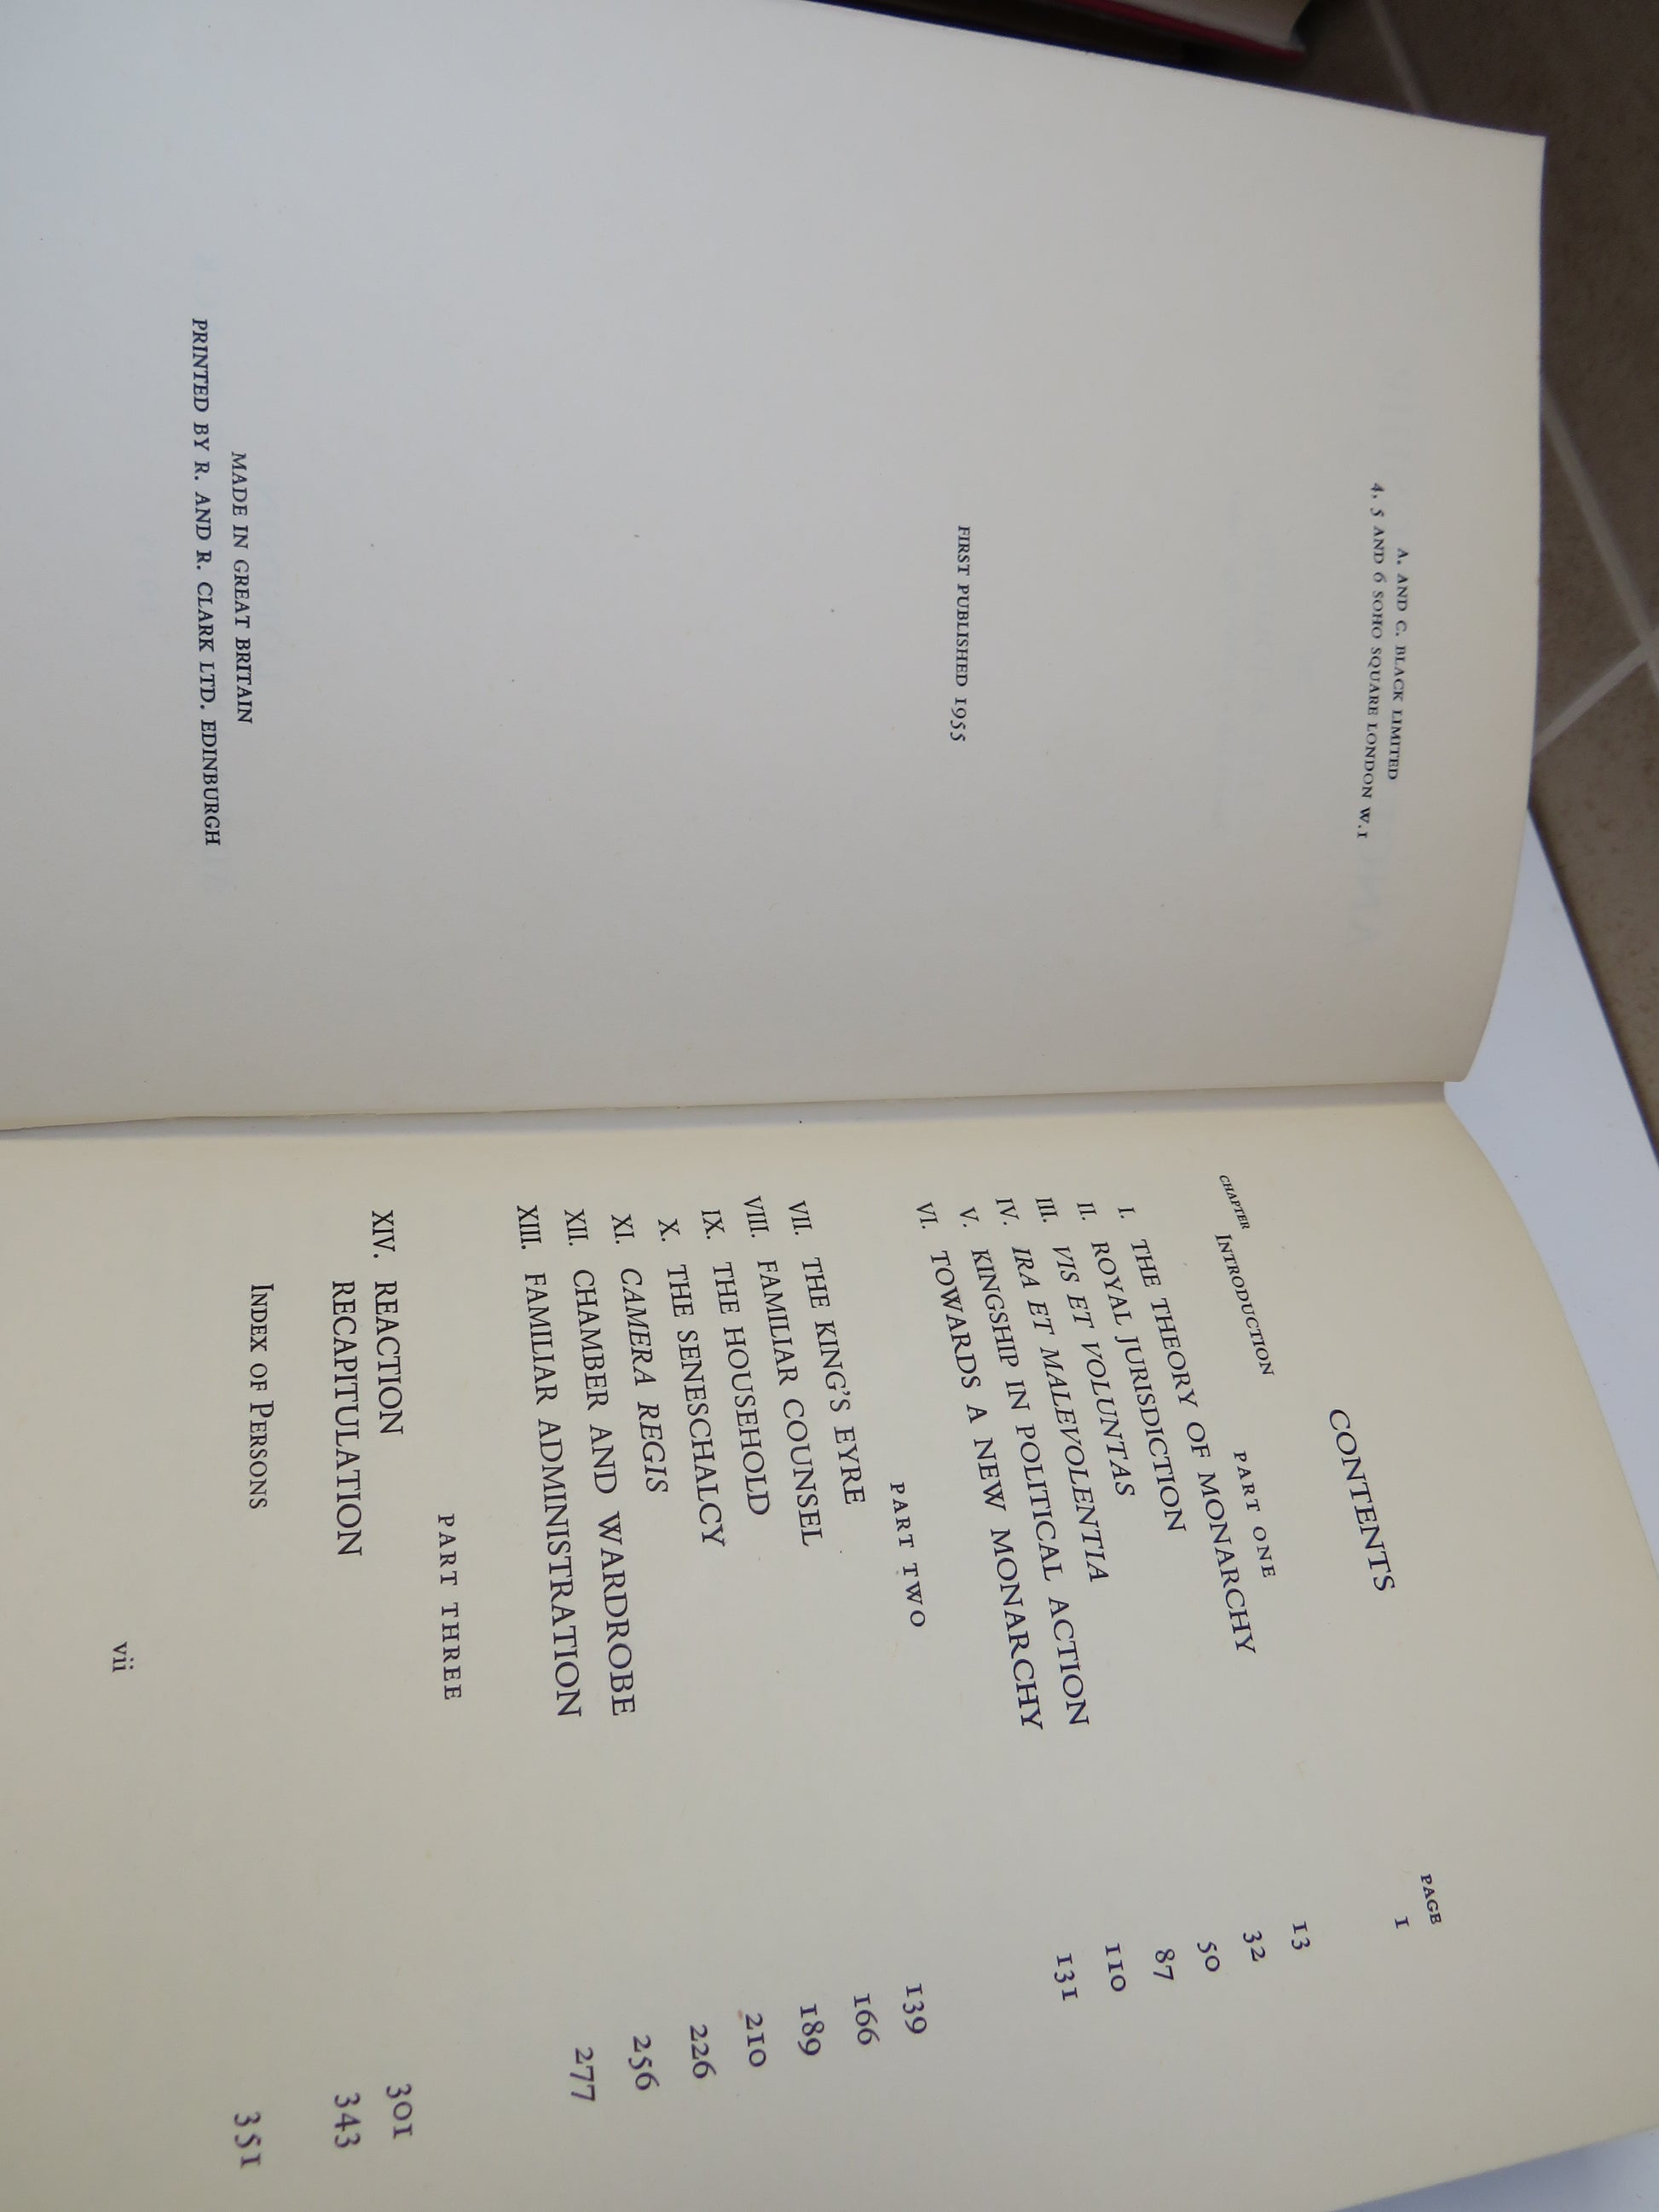 A. AND C. BLACK LIMITED
4, 5 AND 6 SOHO SQUARE LONDON W.1
FIRST PUBLISHED 1955
MADE IN GREAT BRITAIN
PRINTED BY R. AND R. CLARK LTD. EDINBURGH
CONTENTS
CHAPTER PAGE
INTRODUCTION 1
PART ONE
I. THE THEORY OF MONARCHY 13
II. ROYAL JURISDICTION 32
III. VIS ET VOLUNTAS 50
IV. IRA ET MALEVOLENTIA 87
V. KINGSHIP IN POLITICAL ACTION 110
VI. TOWARDS A NEW MONARCHY 131
PART TWO
VII. THE KING'S EYRE 139
VIII. FAMILIAR COUNSEL 166
IX. THE HOUSEHOLD 189
X. THE SENESCHALCY 210
XI. CAMERA REGIS 226
XII. CHAMBER AND WARDROBE 256
XIII. FAMILIAR ADMINISTRATION 277
PART THREE
XIV. REACTION 301
RECAPITULATION 343
INDEX OF PERSONS 351
vii